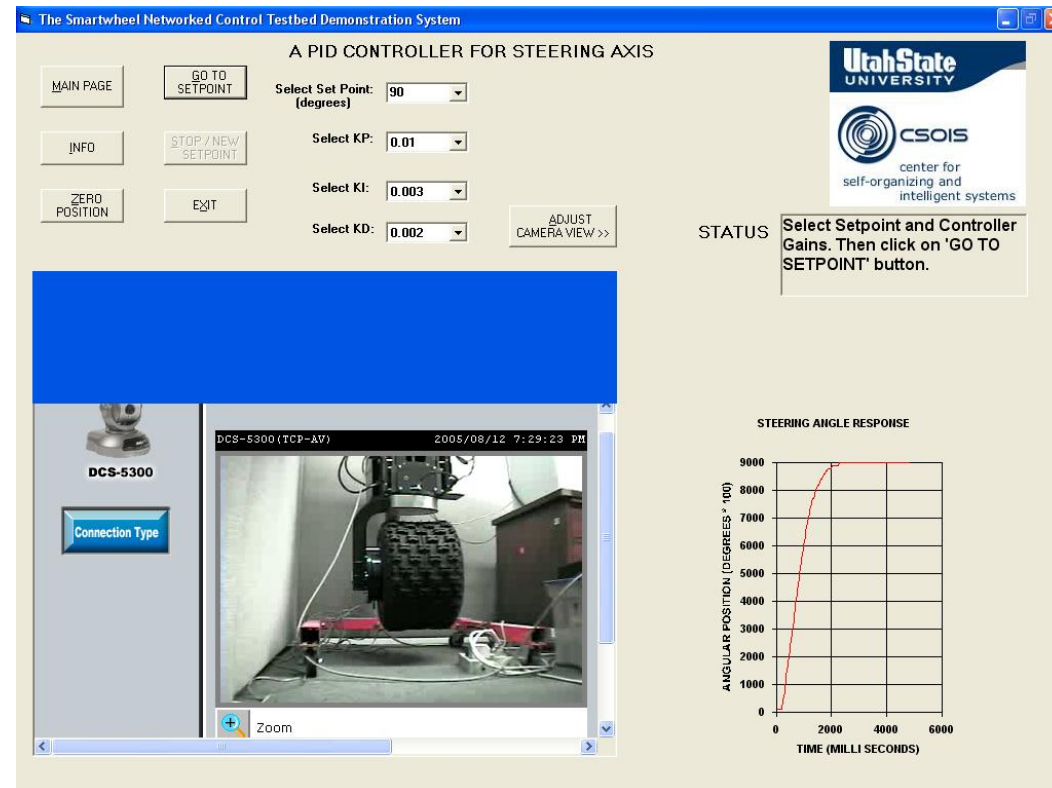 The Smartwheel Networked Control Testbed Demonstration System
A PID CONTROLLER FOR STEERING AXIS
MAIN PAGE
GO TO
SETPOINT
Select Set Point:
(degrees)
90
INFO
STOP / NEW
SETPOINT
Select KP:
0.01
ZERO
POSITION
EXIT
Select KI:
0.003
Select KD:
0.002
ADJUST
CAMERA VIEW >>
UtahState
UNIVERSITY
CSOIS
center for
self-organizing and
intelligent systems
STATUS
Select Setpoint and Controller
Gains. Then click on 'GO TO
SETPOINT' button.
DCS-5300
Connection Type
DCS-5300(TCP-AV) 2005/08/12 7:29:23 PM
Zoom
STEERING ANGLE RESPONSE
ANGULAR POSITION (DEGREES * 100)
9000
8000
7000
6000
5000
4000
3000
2000
1000
0
0 2000 4000 6000
TIME (MILLI SECONDS)